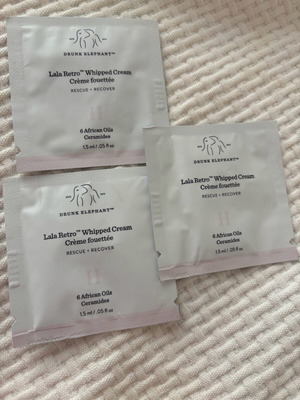 DRUNK ELEPHANT™
Lala Retro™ Whipped Cream
Crème fouettée
RESCUE + RECOVER
6 African Oils
Ceramides
1.5 ml / .05 fl oz
DRUNK ELEPHANT™
Lala Retro™ Whipped Cream
Crème fouettée
RESCUE + RECOVER
6 African Oils
Ceramides
1.5 ml / .05 fl oz
DRUNK ELEPHANT™
Lala Retro™ Whipped Cream
Crème fouettée
RESCUE + RECOVER
6 African Oils
Ceramides
1.5 ml / .05 fl oz